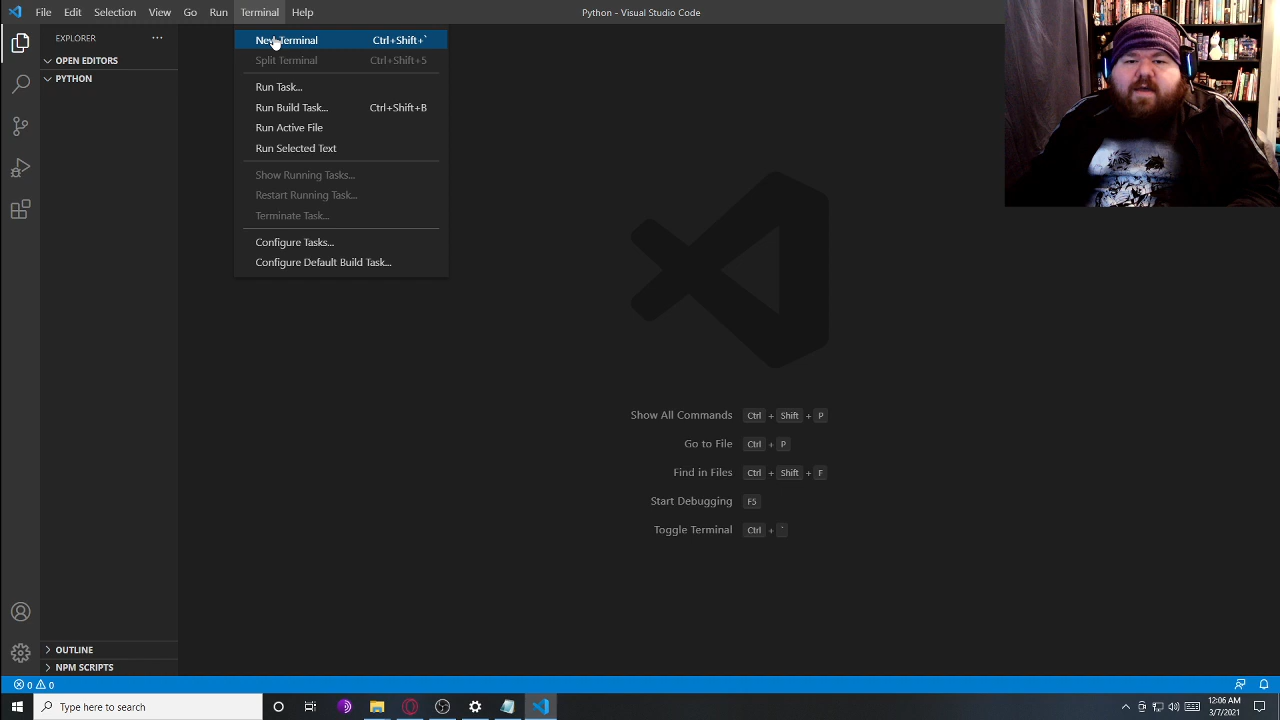 File Edit Selection View Go Run Terminal Help
Python - Visual Studio Code
EXPLORER
OPEN EDITORS
PYTHON
New Terminal Ctrl+Shift+`
Split Terminal Ctrl+Shift+5
Run Task...
Run Build Task... Ctrl+Shift+B
Run Active File
Run Selected Text
Show Running Tasks...
Restart Running Task...
Terminate Task...
Configure Tasks...
Configure Default Build Task...
Show All Commands Ctrl + Shift + P
Go to File Ctrl + P
Find in Files Ctrl + Shift + F
Start Debugging F5
Toggle Terminal Ctrl + `
OUTLINE
NPM SCRIPTS
0 0
Type here to search
12:06 AM
3/7/2021